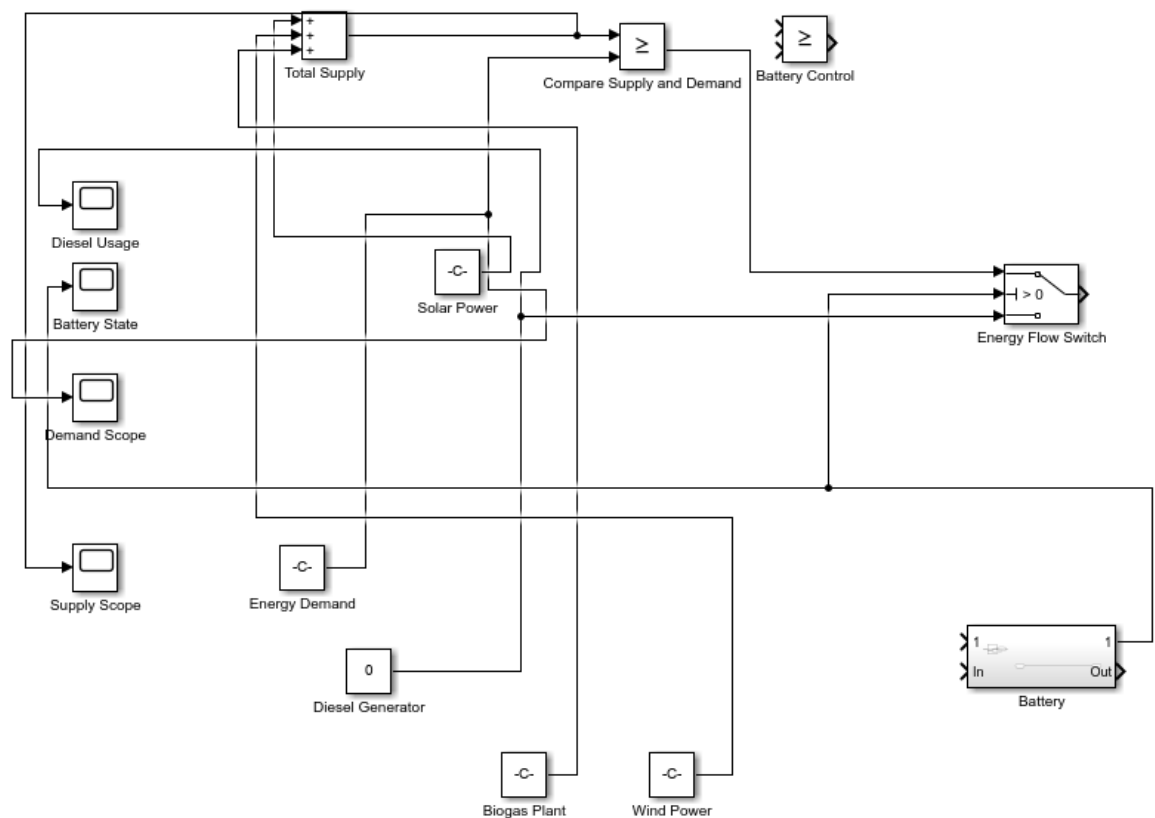 +
+
+
Total Supply
≥
Compare Supply and Demand
≥
Battery Control
Diesel Usage
-C-
Solar Power
Battery State
> 0
Energy Flow Switch
Demand Scope
-C-
Energy Demand
Supply Scope
0
Diesel Generator
1
In
1
Out
Battery
-C-
Biogas Plant
-C-
Wind Power